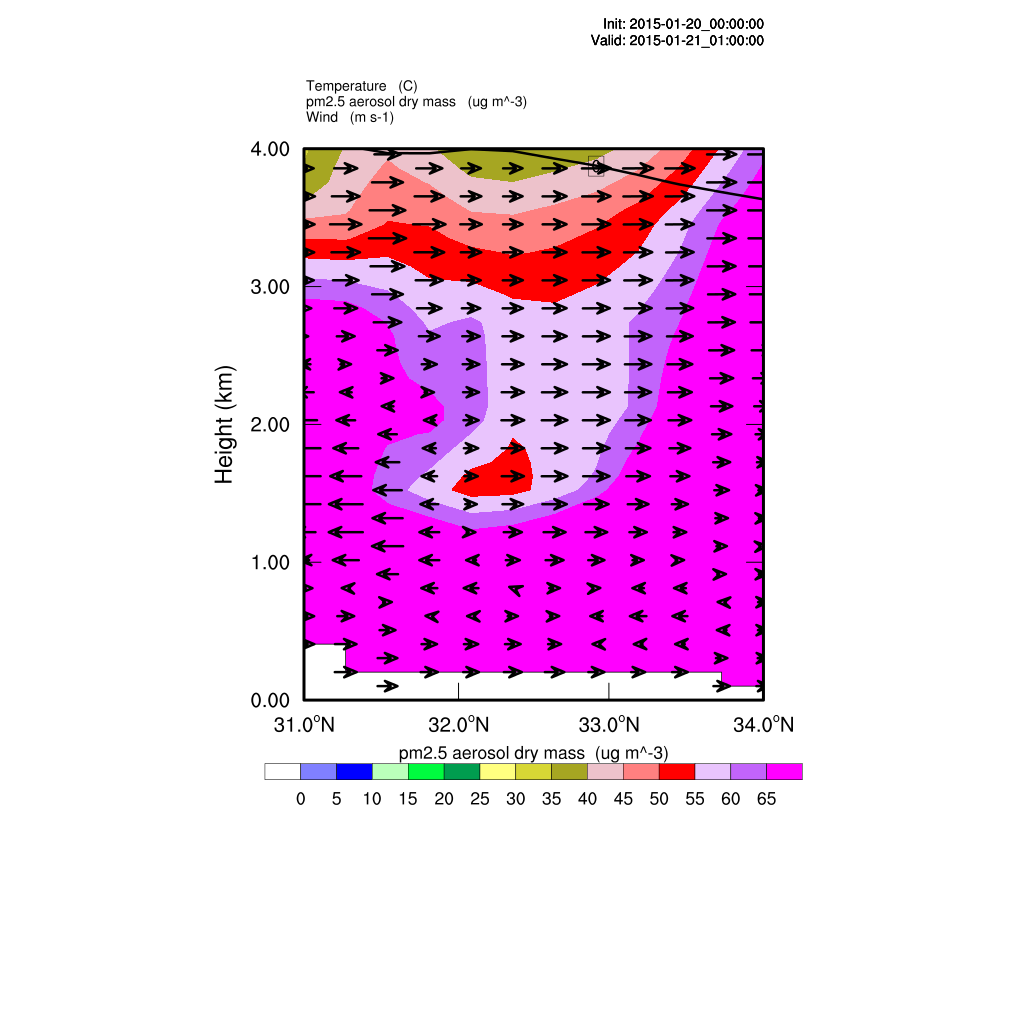 Init: 2015-01-20_00:00:00
Valid: 2015-01-21_01:00:00
Temperature (C)
pm2.5 aerosol dry mass (ug m^-3)
Wind (m s-1)
4.00
0
3.00
2.00
1.00
0.00
Height (km)
31.0°N 32.0°N 33.0°N 34.0°N
pm2.5 aerosol dry mass (ug m^-3)
0 5 10 15 20 25 30 35 40 45 50 55 60 65